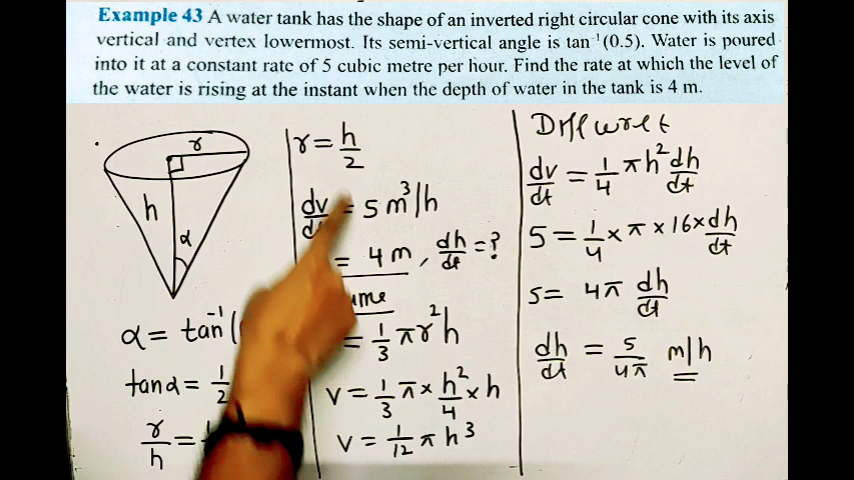 Example 43 A water tank has the shape of an inverted right circular cone with its axis
vertical and vertex lowermost. Its semi-vertical angle is tan⁻¹(0.5). Water is poured
into it at a constant rate of 5 cubic metre per hour. Find the rate at which the level of
the water is rising at the instant when the depth of water in the tank is 4 m.
r
h
α
α = tan⁻¹(
tanα = 1/2
r/h =
r = h/2
dv/dt = 5 m³/h
= 4m, dh/dt = ?
= 1/3 πr²h
v = 1/3 π × h²/4 × h
v = 1/12 π h³
Diff w.r.t t
dv/dt = 1/4 πh² dh/dt
5 = 1/4 × π × 16 × dh/dt
5 = 4π dh/dt
dh/dt = 5/4π m/h